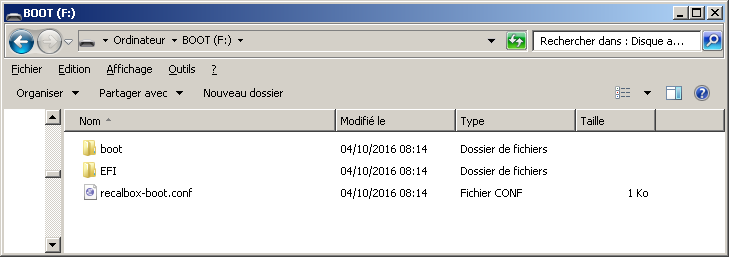 BOOT (F:)
Ordinateur BOOT (F:) Rechercher dans : Disque a...
Fichier Edition Affichage Outils ?
Organiser Partager avec Nouveau dossier
Nom Modifié le Type Taille
boot 04/10/2016 08:14 Dossier de fichiers
EFI 04/10/2016 08:14 Dossier de fichiers
recalbox-boot.conf 04/10/2016 08:14 Fichier CONF 1 Ko